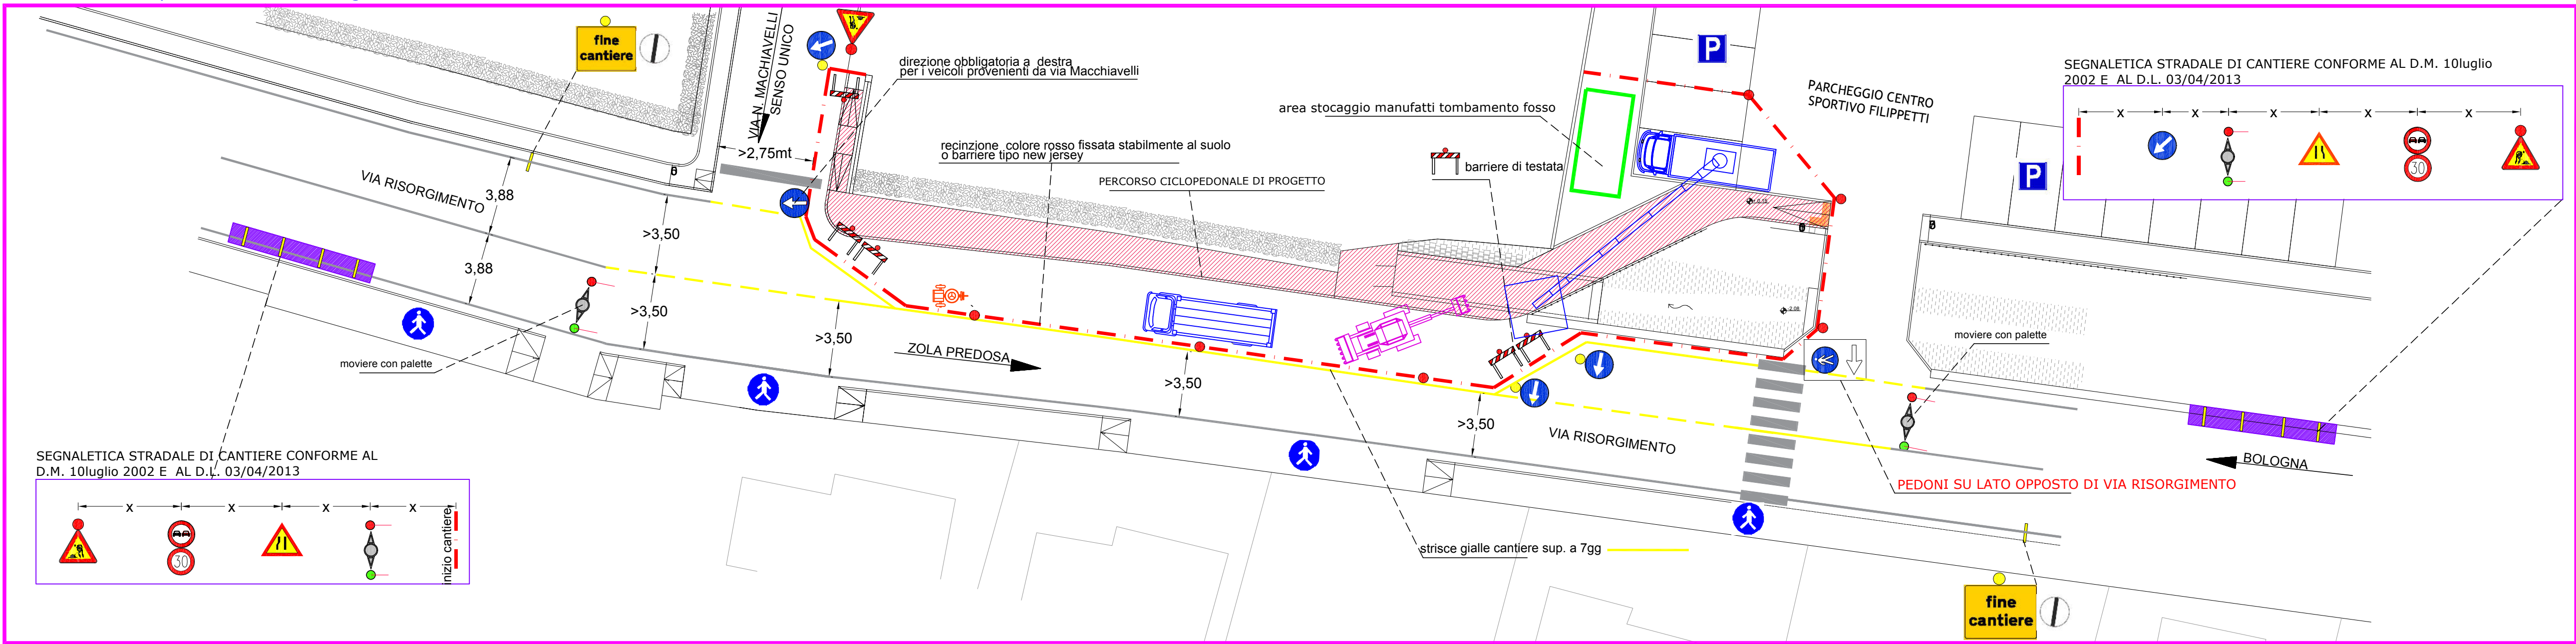 fine
cantiere
VIA N. MACHIAVELLI
SENSO UNICO
direzione obbligatoria a destra
per i veicoli provenienti da via Macchiavelli
>2,75mt
recinzione colore rosso fissata stabilmente al suolo
o barriere tipo new jersey
PERCORSO CICLOPEDONALE DI PROGETTO
area stocaggio manufatti tombamento fosso
barriere di testata
P
PARCHEGGIO CENTRO
SPORTIVO FILIPPETTI
P
SEGNALETICA STRADALE DI CANTIERE CONFORME AL D.M. 10luglio
2002 E AL D.L. 03/04/2013
x x x x x
30
VIA RISORGIMENTO
3,88
3,88
>3,50
>3,50
>3,50
ZOLA PREDOSA
>3,50
>3,50
VIA RISORGIMENTO
moviere con palette
moviere con palette
BOLOGNA
PEDONI SU LATO OPPOSTO DI VIA RISORGIMENTO
SEGNALETICA STRADALE DI CANTIERE CONFORME AL
D.M. 10luglio 2002 E AL D.L. 03/04/2013
x x x x
30
inizio cantiere
strisce gialle cantiere sup. a 7gg
fine
cantiere